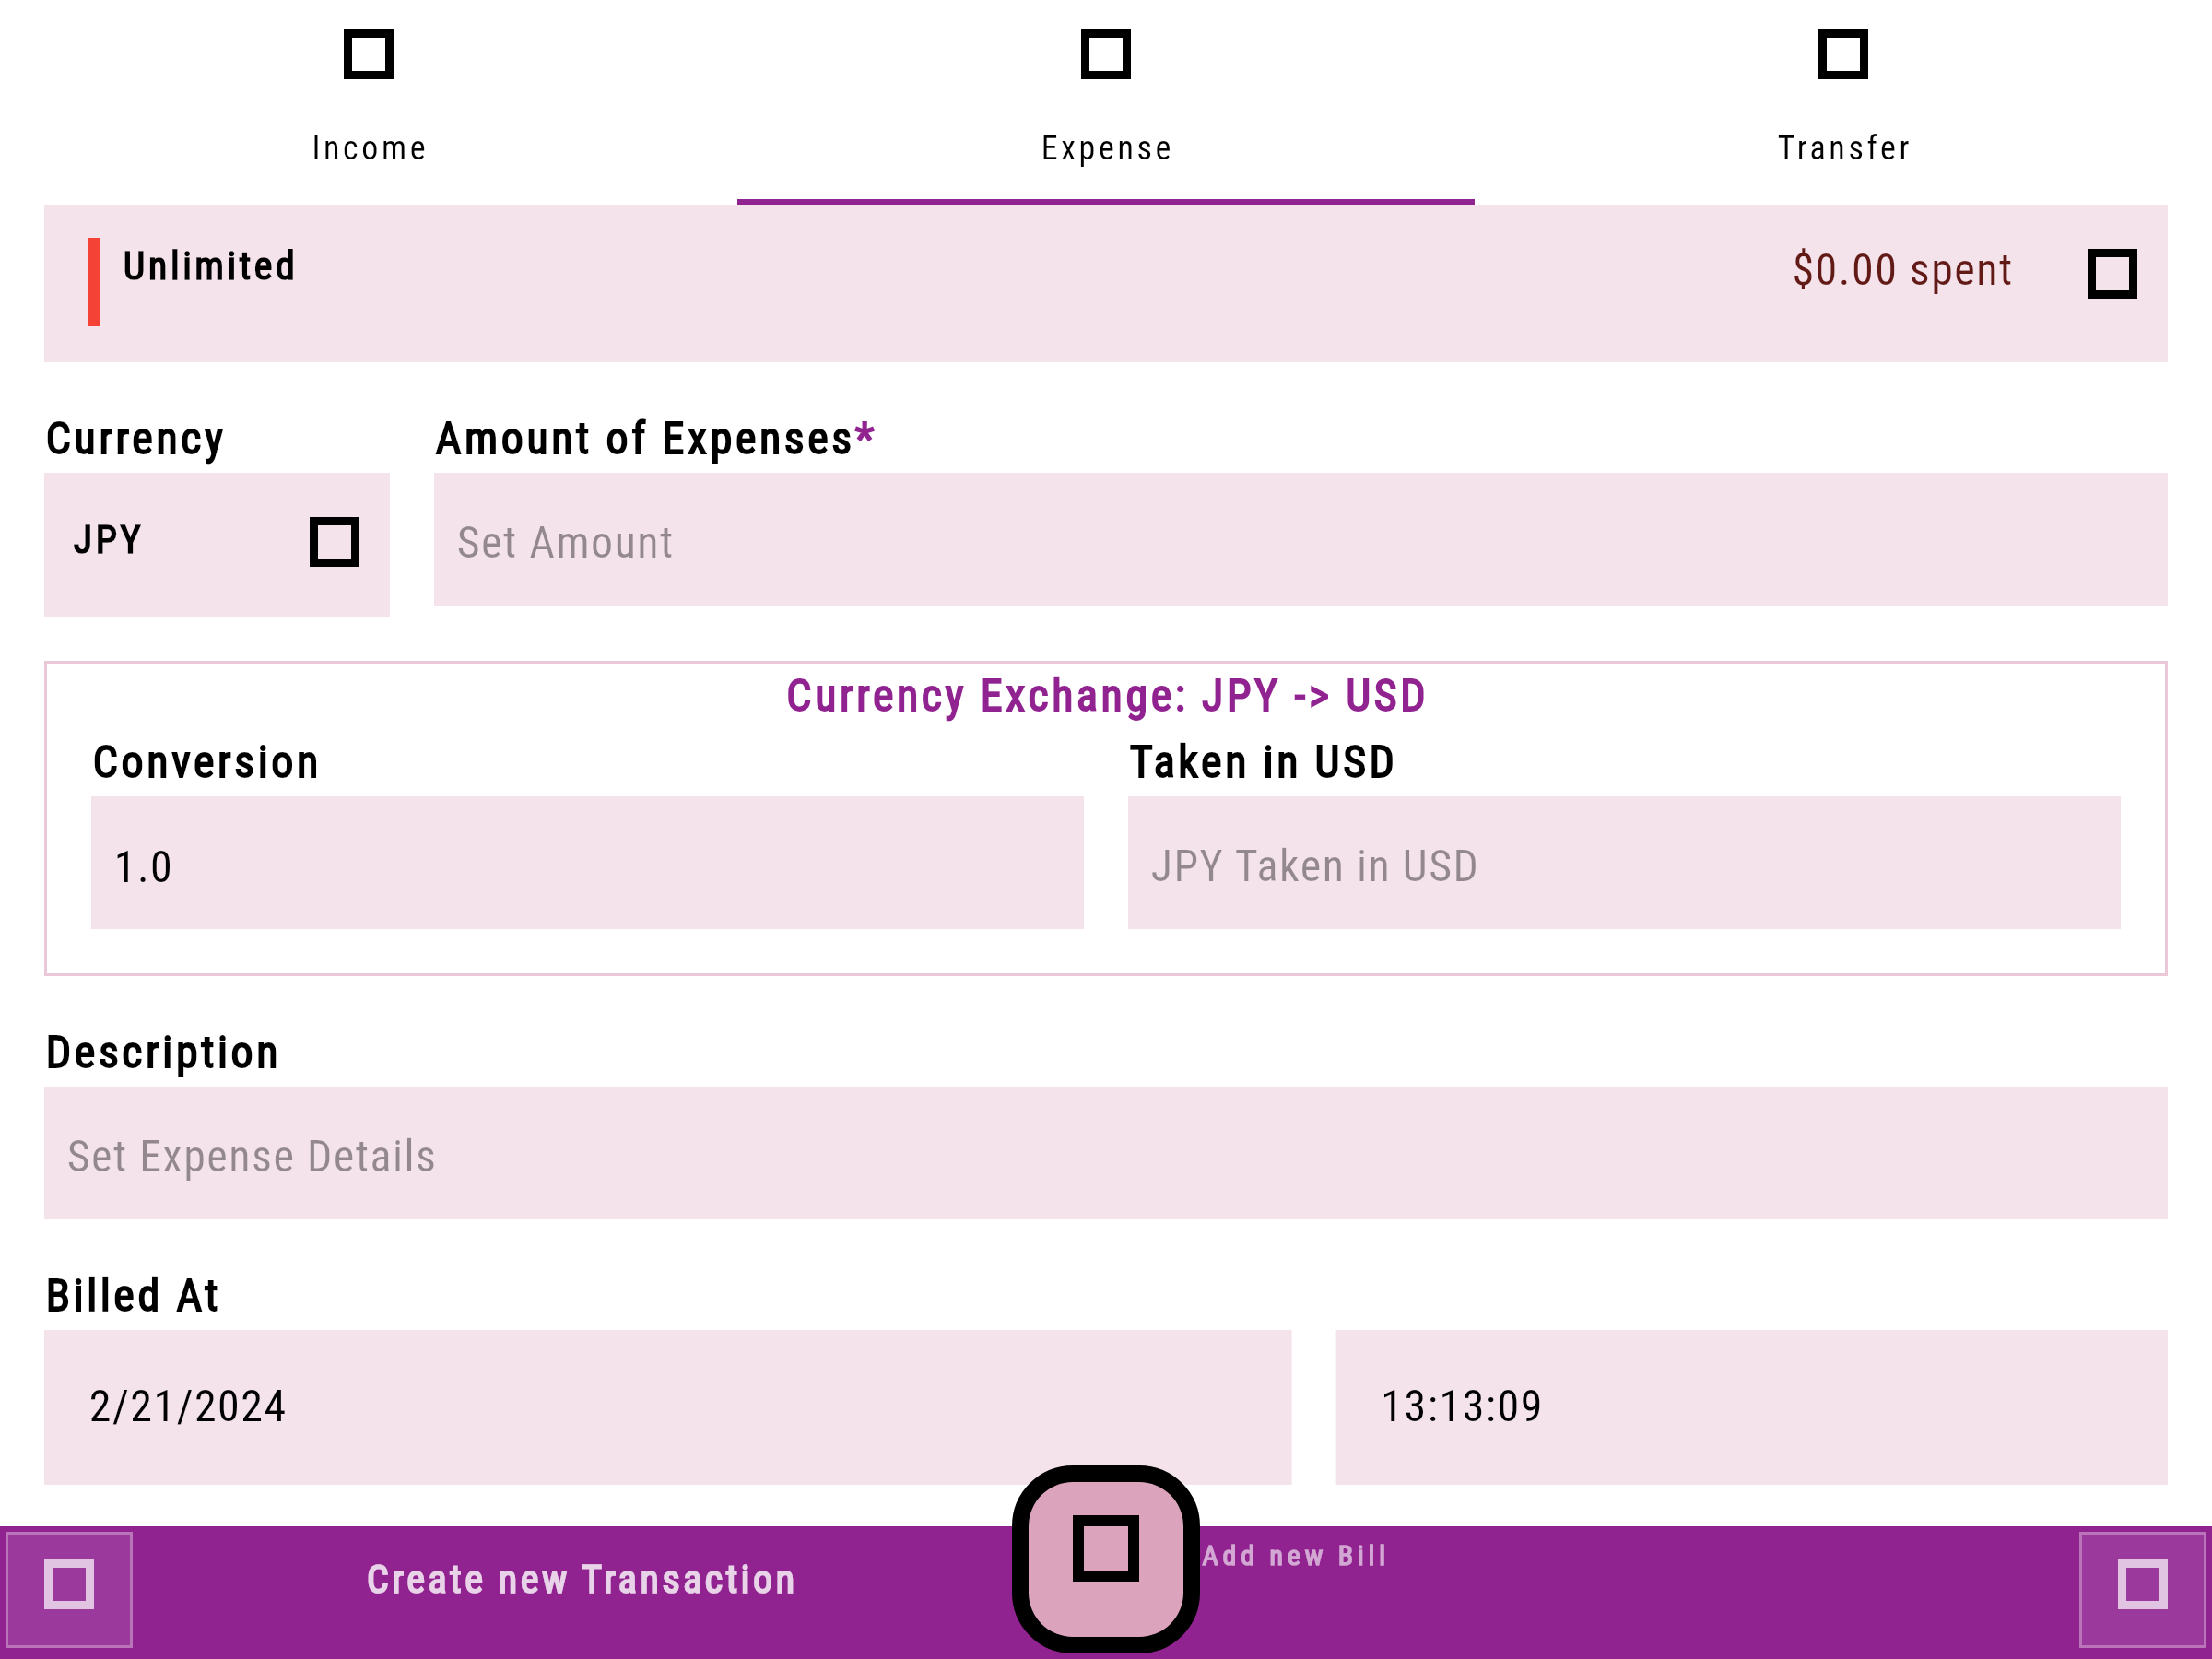 Income
Expense
Transfer
Unlimited
$0.00 spent
Currency
Amount of Expenses*
JPY
Set Amount
Currency Exchange: JPY -> USD
Conversion
Taken in USD
1.0
JPY Taken in USD
Description
Set Expense Details
Billed At
2/21/2024
13:13:09
Create new Transaction
Add new Bill